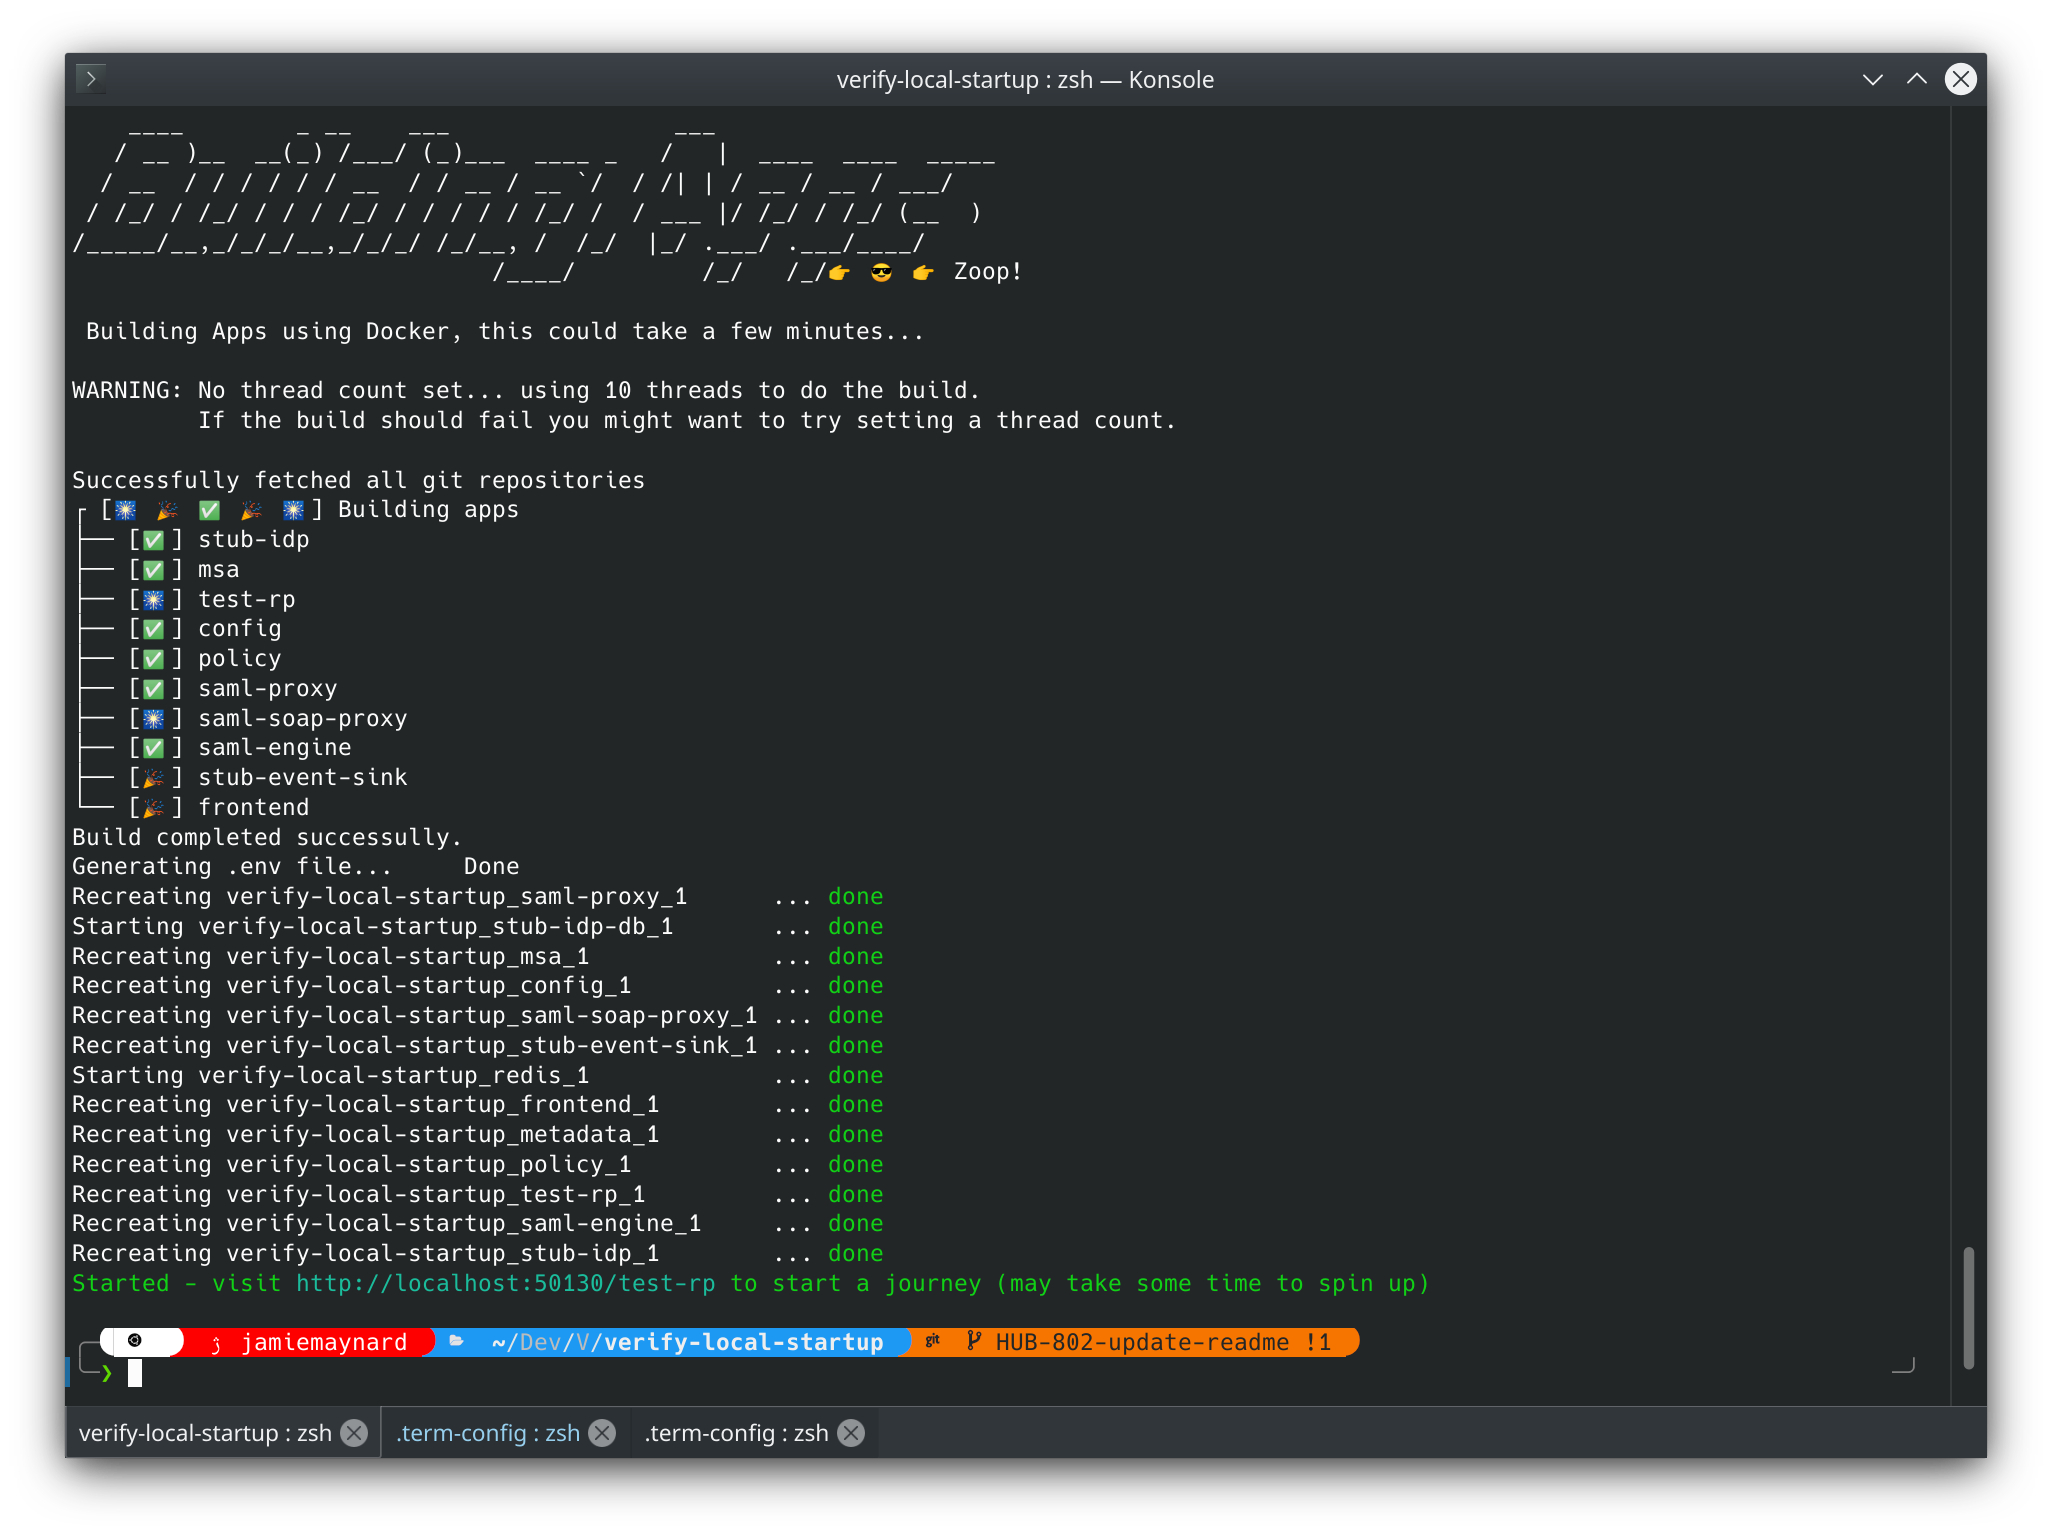 verify-local-startup : zsh — Konsole
    ____        _ __    ___                ___
   / __ )__  __(_) /___/ (_)___  ____ _   /   |  ____  ____  _____
  / __  / / / / / / __  / / __ / __ `/  / /| | / __ / __ / ___/
 / /_/ / /_/ / / / /_/ / / / / / /_/ /  / ___ |/ /_/ / /_/ (__  )
/_____/__,_/_/_/__,_/_/_/ /_/__, /  /_/  |_/ .___/ .___/____/
                              /____/         /_/   /_/👉 😎 👉 Zoop!
Building Apps using Docker, this could take a few minutes...
WARNING: No thread count set... using 10 threads to do the build.
If the build should fail you might want to try setting a thread count.
Successfully fetched all git repositories
┌ [🎆 🎉 ✅ 🎉 🎆] Building apps
├── [✅] stub-idp
├── [✅] msa
├── [🎆] test-rp
├── [✅] config
├── [✅] policy
├── [✅] saml-proxy
├── [🎆] saml-soap-proxy
├── [✅] saml-engine
├── [🎉] stub-event-sink
└── [🎉] frontend
Build completed successully.
Generating .env file...     Done
Recreating verify-local-startup_saml-proxy_1      ... done
Starting verify-local-startup_stub-idp-db_1       ... done
Recreating verify-local-startup_msa_1             ... done
Recreating verify-local-startup_config_1          ... done
Recreating verify-local-startup_saml-soap-proxy_1 ... done
Recreating verify-local-startup_stub-event-sink_1 ... done
Starting verify-local-startup_redis_1             ... done
Recreating verify-local-startup_frontend_1        ... done
Recreating verify-local-startup_metadata_1        ... done
Recreating verify-local-startup_policy_1          ... done
Recreating verify-local-startup_test-rp_1         ... done
Recreating verify-local-startup_saml-engine_1     ... done
Recreating verify-local-startup_stub-idp_1        ... done
Started - visit http://localhost:50130/test-rp to start a journey (may take some time to spin up)
jamiemaynard ~/Dev/V/verify-local-startup git HUB-802-update-readme !1
❯
verify-local-startup : zsh
.term-config : zsh
.term-config : zsh